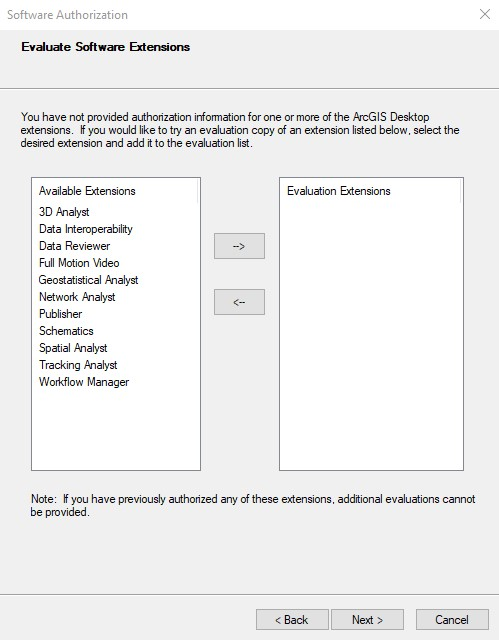 Software Authorization
Evaluate Software Extensions
You have not provided authorization information for one or more of the ArcGIS Desktop
extensions.  If you would like to try an evaluation copy of an extension listed below, select the
desired extension and add it to the evaluation list.
Available Extensions
3D Analyst
Data Interoperability
Data Reviewer
Full Motion Video
Geostatistical Analyst
Network Analyst
Publisher
Schematics
Spatial Analyst
Tracking Analyst
Workflow Manager
-->
<--
Evaluation Extensions
Note:  If you have previously authorized any of these extensions, additional evaluations cannot
be provided.
< Back
Next >
Cancel